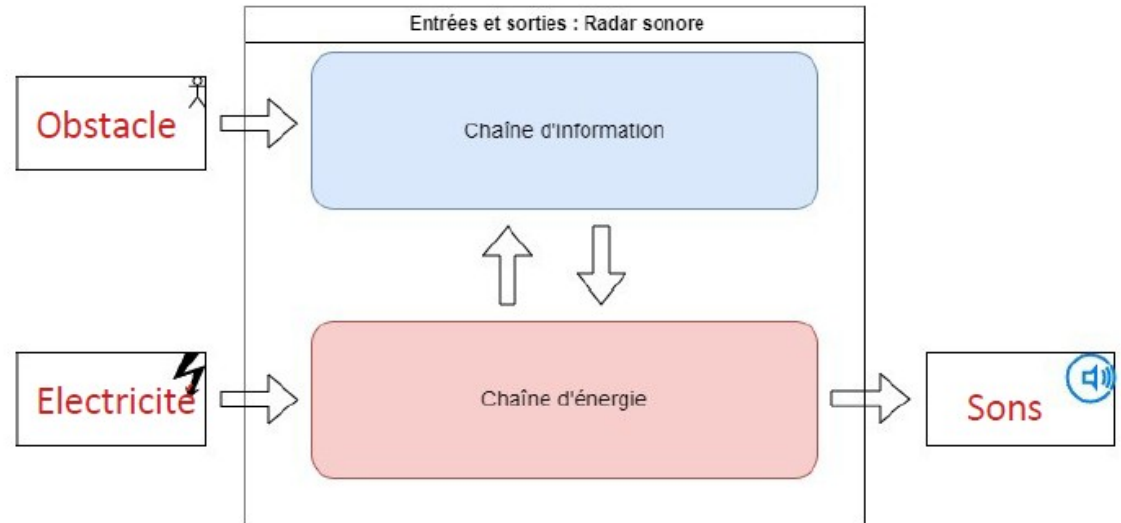 Entrées et sorties : Radar sonore
Obstacle
Chaîne d'information
Electricité
Chaîne d'énergie
Sons